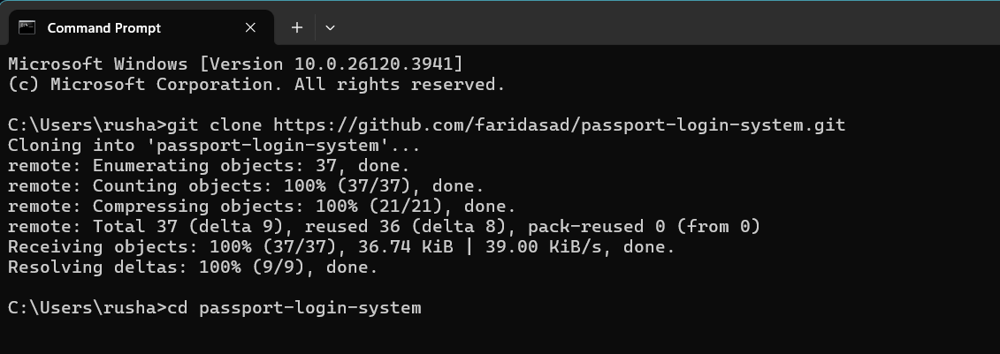 Command Prompt
Microsoft Windows [Version 10.0.26120.3941]
(c) Microsoft Corporation. All rights reserved.
C:\Users\rusha>git clone https://github.com/faridasad/passport-login-system.git
Cloning into 'passport-login-system'...
remote: Enumerating objects: 37, done.
remote: Counting objects: 100% (37/37), done.
remote: Compressing objects: 100% (21/21), done.
remote: Total 37 (delta 9), reused 36 (delta 8), pack-reused 0 (from 0)
Receiving objects: 100% (37/37), 36.74 KiB | 39.00 KiB/s, done.
Resolving deltas: 100% (9/9), done.
C:\Users\rusha>cd passport-login-system